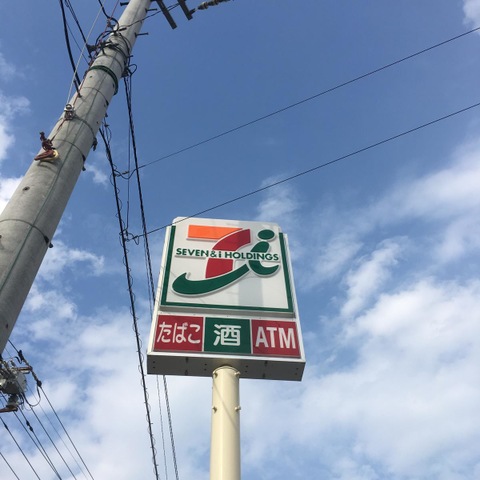 SEVEN & i HOLDINGS
たばこ 酒 ATM